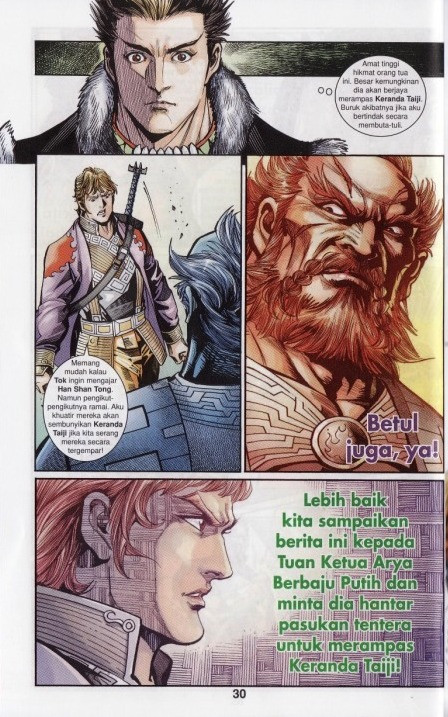 Amat tinggi
hikmat orang tua
ini. Besar kemungkinan
dia akan berjaya
merampas Keranda Taiji.
Buruk akibatnya jika aku
bertindak secara
membuta-tuli.
Memang
mudah kalau
Tok ingin mengajar
Han Shan Tong.
Namun pengikut-
pengikutnya ramai. Aku
khuatir mereka akan
sembunyikan Keranda
Taiji jika kita serang
mereka secara
tergempar!
Betul
juga, ya!
Lebih baik
kita sampaikan
berita ini kepada
Tuan Ketua Arya
Berbaju Putih dan
minta dia hantar
pasukan tentera
untuk merampas
Keranda Taiji!
30